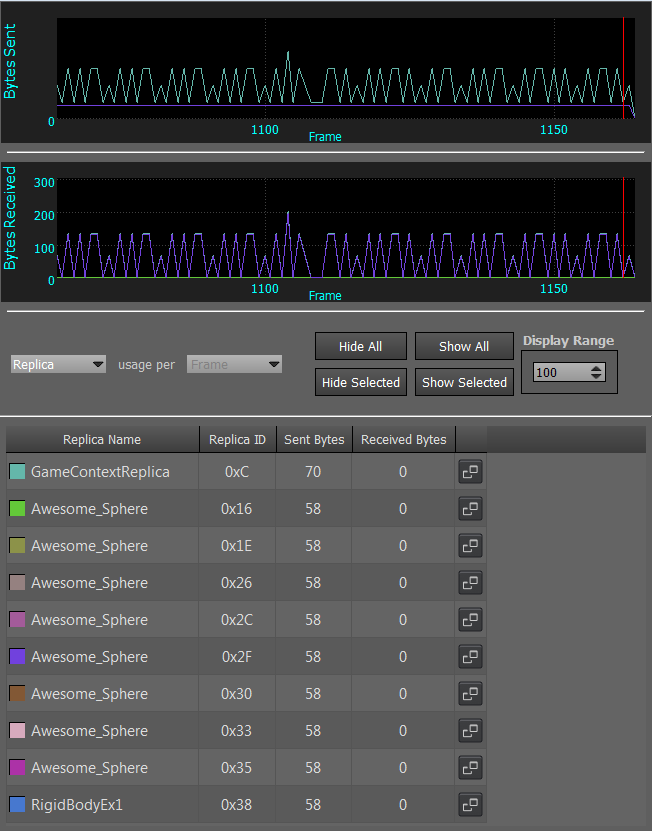 Bytes Sent
0
1100
1150
Frame
Bytes Received
300
200
100
0
1100
1150
Frame
Replica usage per Frame
Hide All Show All
Hide Selected Show Selected
Display Range
100
Replica Name Replica ID Sent Bytes Received Bytes
GameContextReplica 0xC 70 0
Awesome_Sphere 0x16 58 0
Awesome_Sphere 0x1E 58 0
Awesome_Sphere 0x26 58 0
Awesome_Sphere 0x2C 58 0
Awesome_Sphere 0x2F 58 0
Awesome_Sphere 0x30 58 0
Awesome_Sphere 0x33 58 0
Awesome_Sphere 0x35 58 0
RigidBodyEx1 0x38 58 0